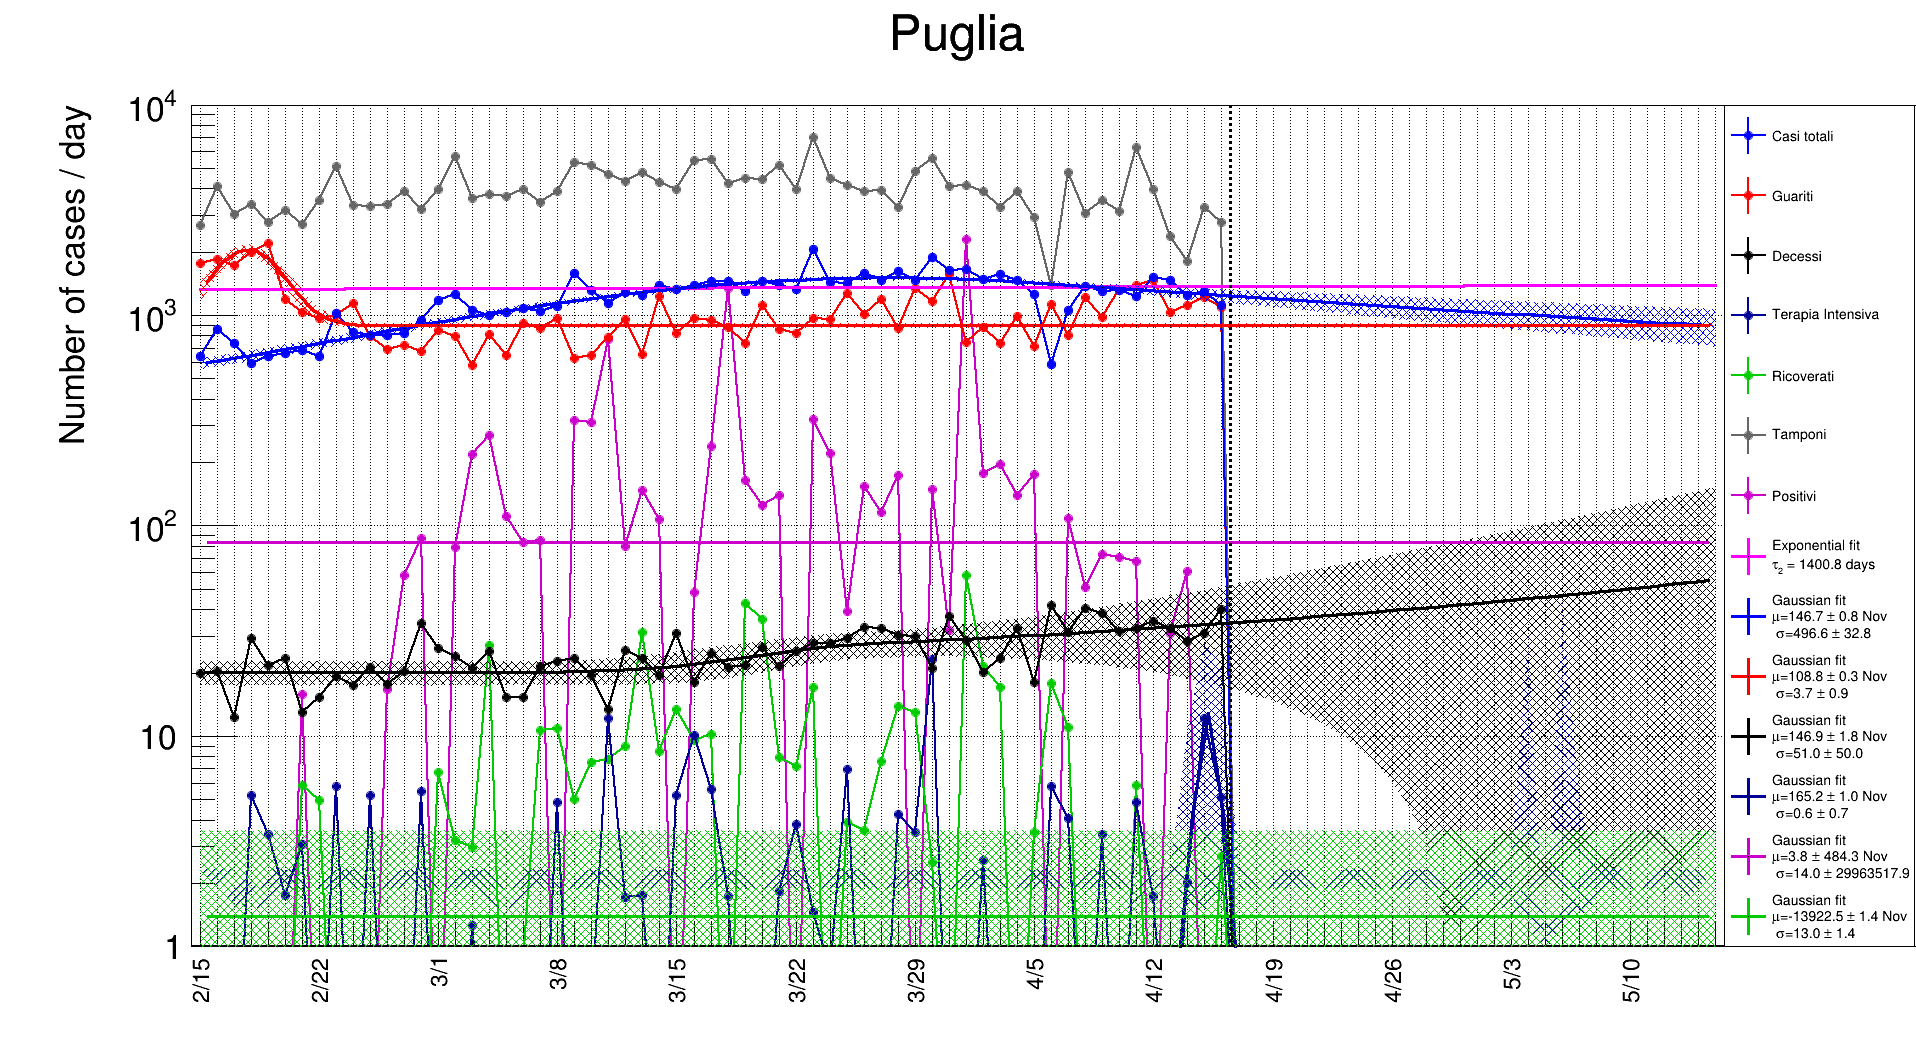 Puglia
Number of cases / day
10^4
10^3
10^2
10
1
2/15
2/22
3/1
3/8
3/15
3/22
3/29
4/5
4/12
4/19
4/26
5/3
5/10
Casi totali
Guariti
Decessi
Terapia Intensiva
Ricoverati
Tamponi
Positivi
Exponential fit
τ₂ = 1400.8 days
Gaussian fit
μ=146.7 ± 0.8 Nov
σ=496.6 ± 32.8
Gaussian fit
μ=108.8 ± 0.3 Nov
σ=3.7 ± 0.9
Gaussian fit
μ=146.9 ± 1.8 Nov
σ=51.0 ± 50.0
Gaussian fit
μ=165.2 ± 1.0 Nov
σ=0.6 ± 0.7
Gaussian fit
μ=3.8 ± 484.3 Nov
σ=14.0 ± 29963517.9
Gaussian fit
μ=-13922.5 ± 1.4 Nov
σ=13.0 ± 1.4